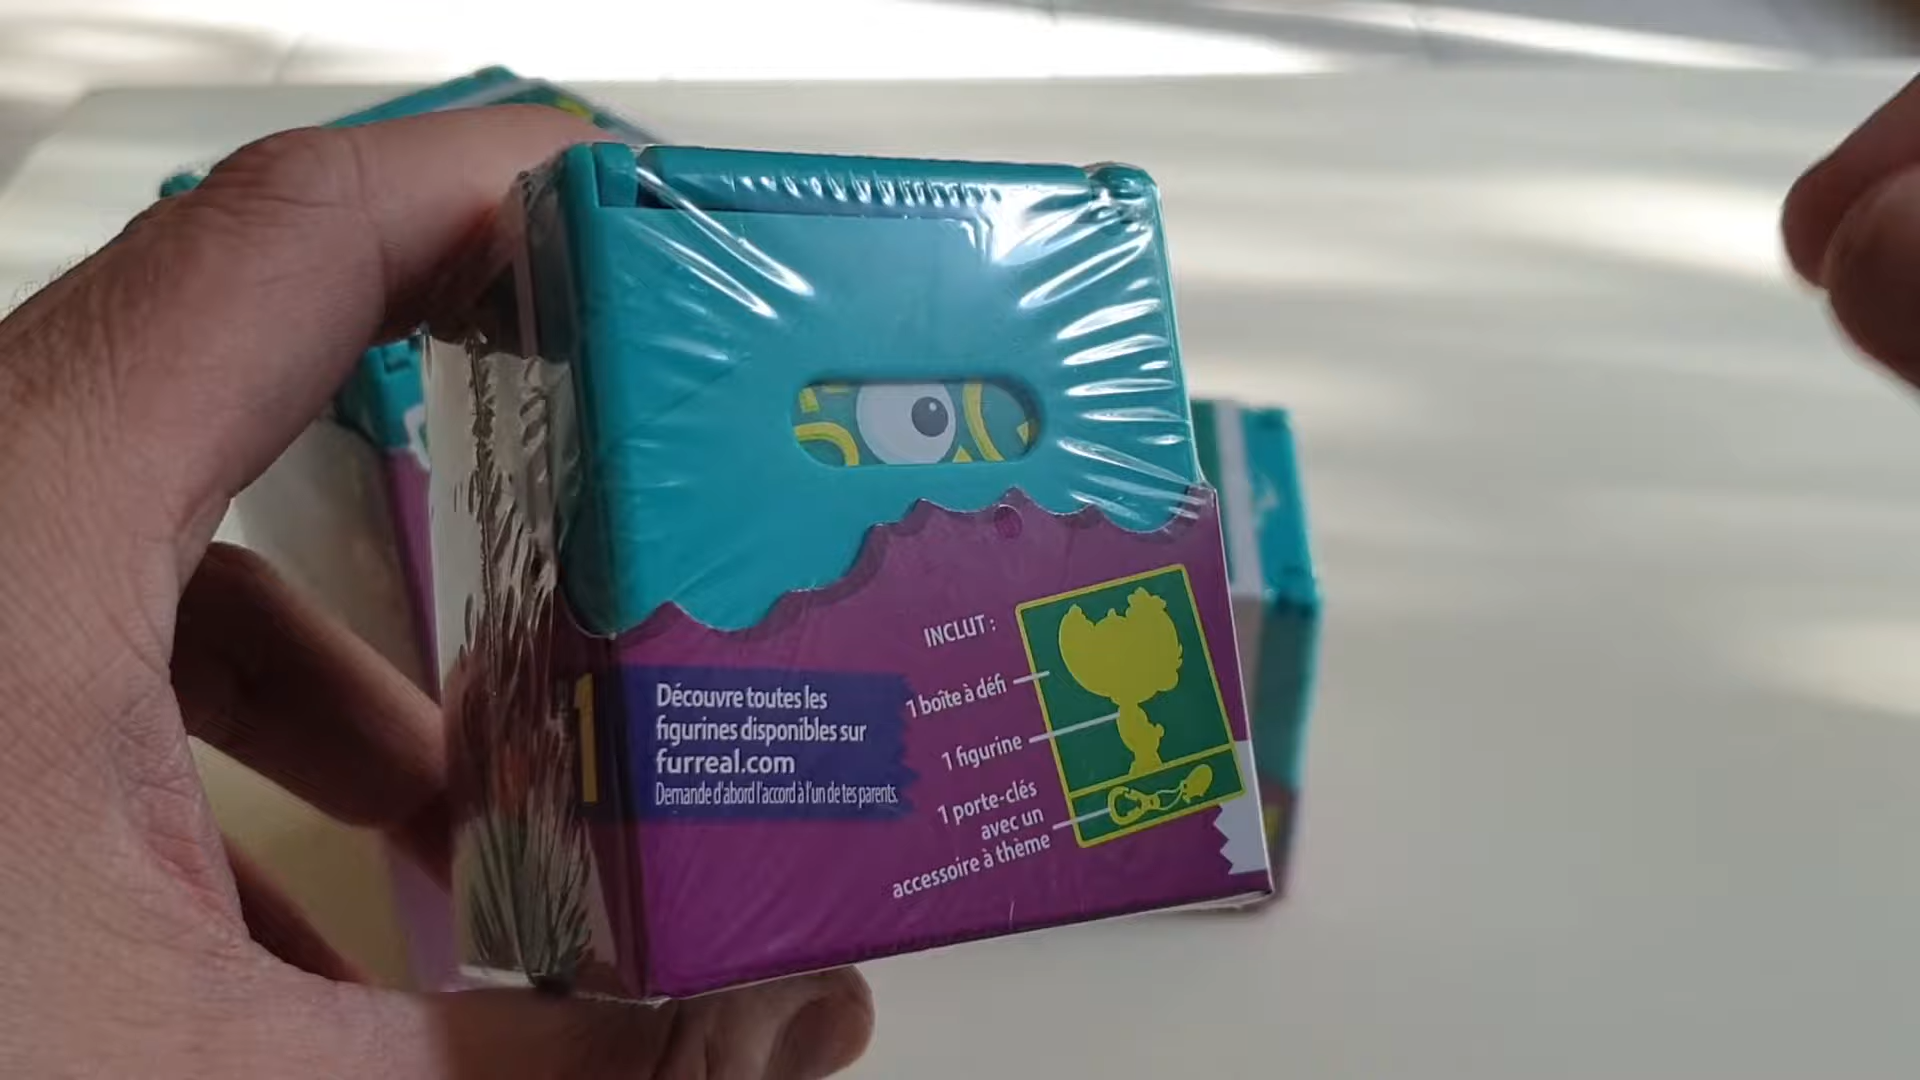 INCLUT :
1 boîte à défi
1 figurine
1 porte-clés
avec un
accessoire à thème
Découvre toutes les
figurines disponibles sur
furreal.com
Demande d'abord l'accord à l'un de tes parents.
1